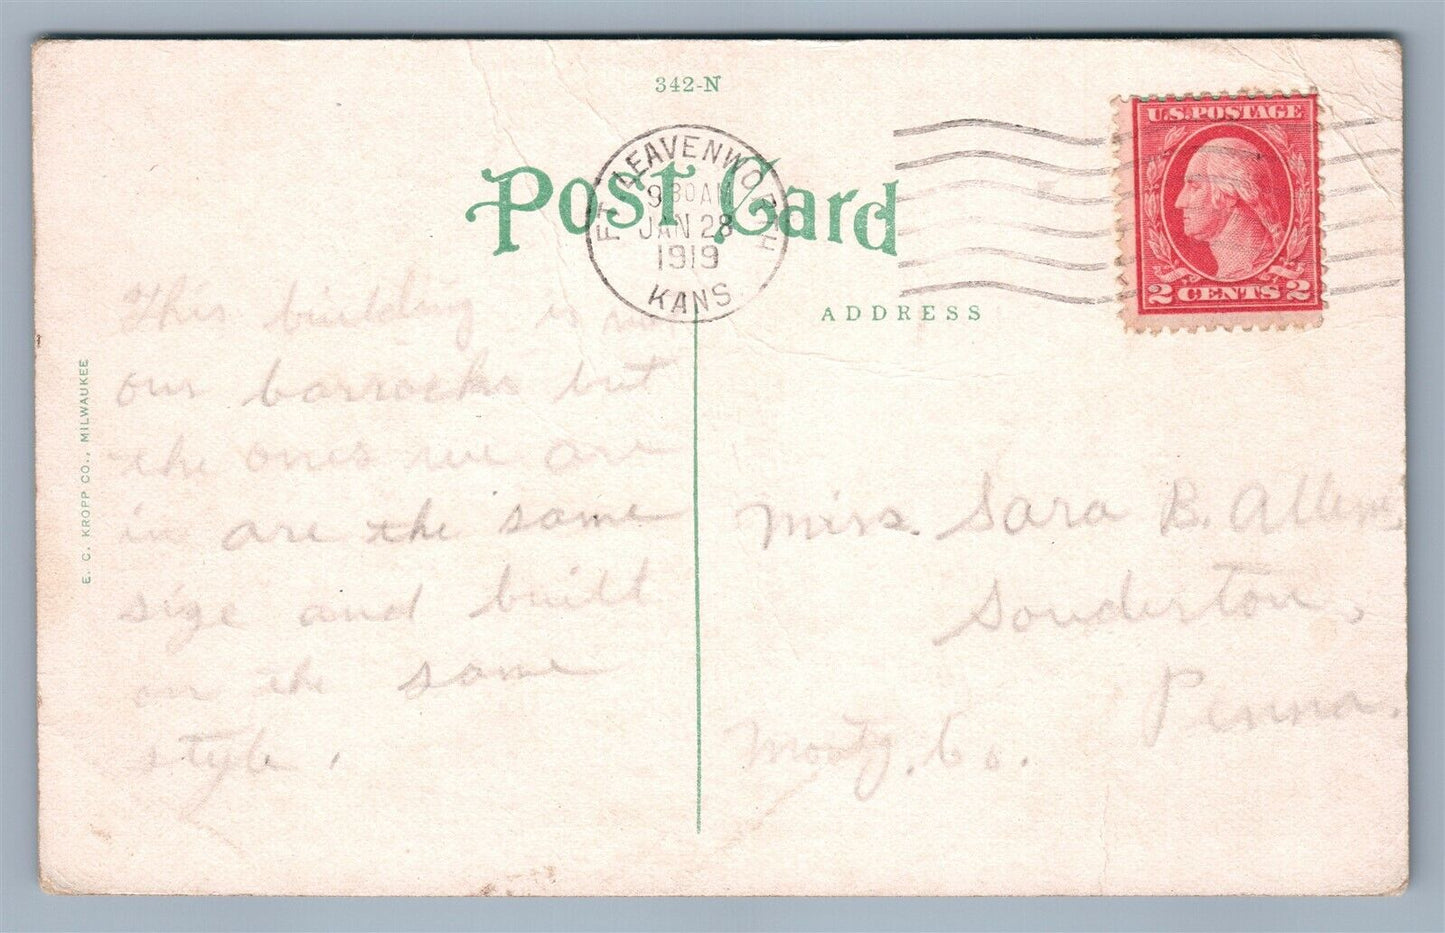 342-N
POST CARD
FT. LEAVENWORTH
9 30 AM
JAN 28
1919
KANS.
U.S. POSTAGE
2 CENTS 2
ADDRESS
E. C. KROPP CO., MILWAUKEE
This building is
our barracks but
the ones we are
in are the same
size and built
on the same
style.
Miss. Sara B. Allem,
Souderton,
Penna.
Montg. Co.